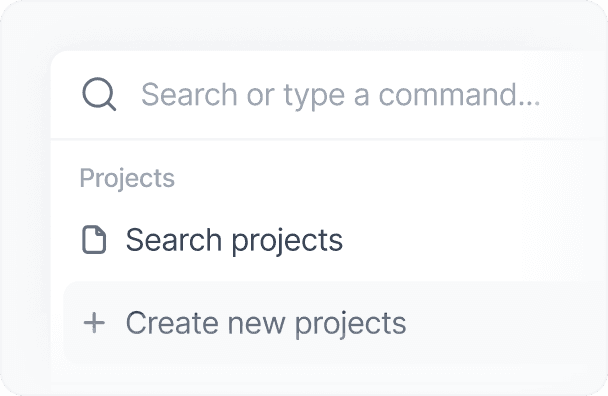 Search or type a command...
Projects
Search projects
Create new projects